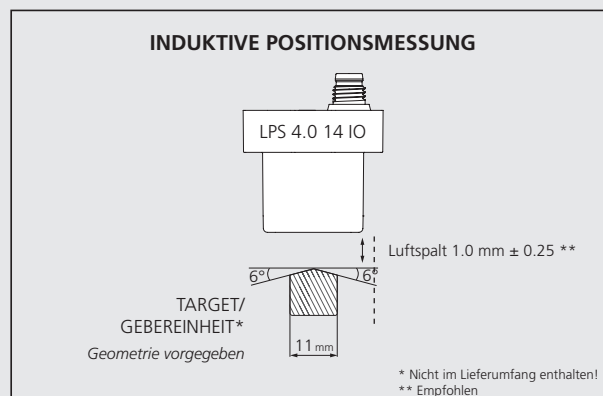 INDUKTIVE POSITIONSMESSUNG
LPS 4.0 14 IO
Luftspalt 1.0 mm ± 0.25 **
6°
6°
TARGET/
GEBEREINHEIT*
Geometrie vorgegeben
11 mm
* Nicht im Lieferumfang enthalten!
** Empfohlen